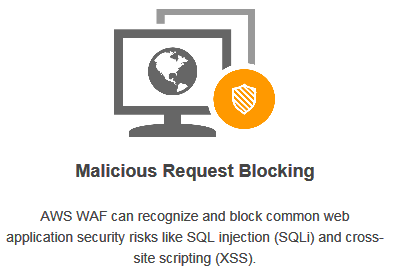 Malicious Request Blocking
AWS WAF can recognize and block common web
application security risks like SQL injection (SQLi) and cross-
site scripting (XSS).